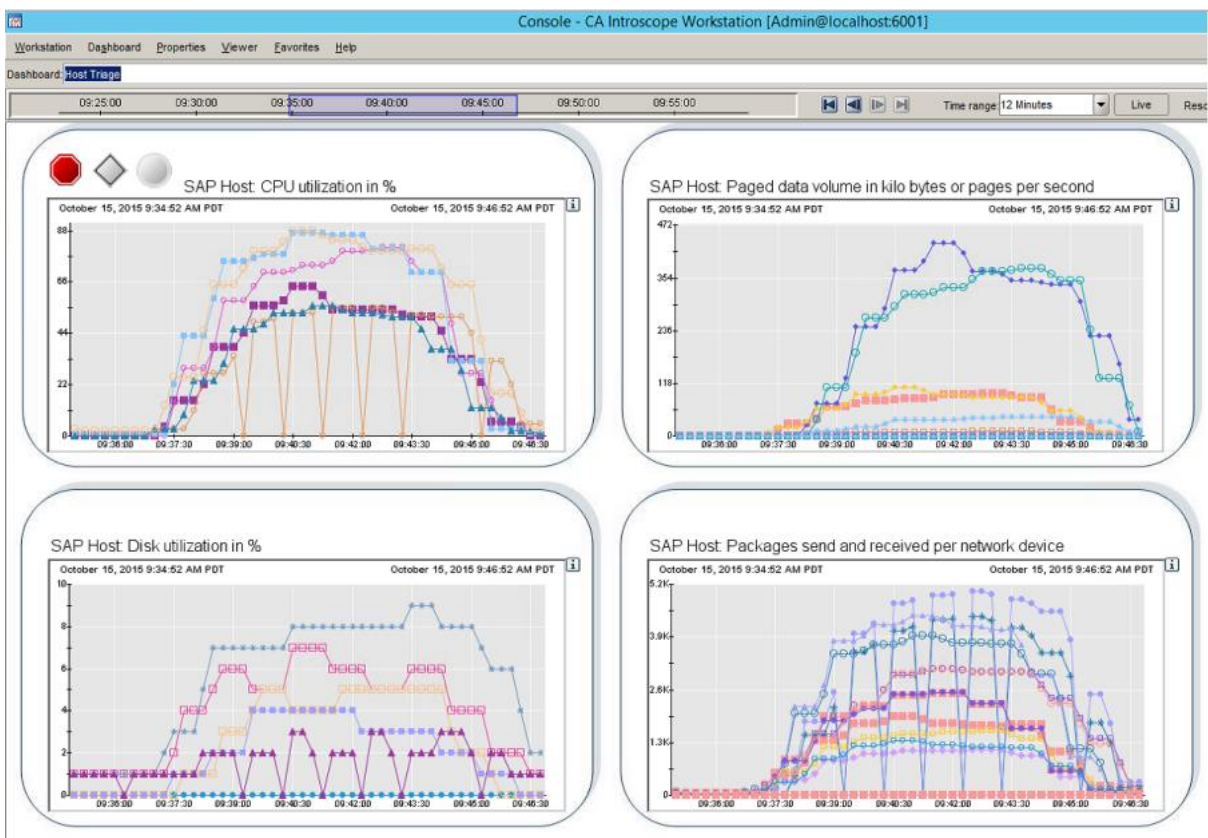 Console - CA Introscope Workstation [Admin@localhost:6001]
Workstation Dashboard Properties Viewer Favorites Help
Dashboard: Host Triage
09:25:00 09:30:00 09:35:00 09:40:00 09:45:00 09:50:00 09:55:00 Time range: 12 Minutes Live Reso
SAP Host: CPU utilization in %
October 15, 2015 9:34:52 AM PDT October 15, 2015 9:46:52 AM PDT i
88
66
44
22
0
09:36:00 09:37:30 09:39:00 09:40:30 09:42:00 09:43:30 09:45:00 09:46:30
SAP Host: Paged data volume in kilo bytes or pages per second
October 15, 2015 9:34:52 AM PDT October 15, 2015 9:46:52 AM PDT i
472
354
236
118
0
09:36:00 09:37:30 09:39:00 09:40:30 09:42:00 09:43:30 09:45:00 09:46:30
SAP Host: Disk utilization in %
October 15, 2015 9:34:52 AM PDT October 15, 2015 9:46:52 AM PDT i
10
8
6
4
2
0
09:36:00 09:37:30 09:39:00 09:40:30 09:42:00 09:43:30 09:45:00 09:46:30
SAP Host: Packages send and received per network device
October 15, 2015 9:34:52 AM PDT October 15, 2015 9:46:52 AM PDT i
5.2K
3.9K
2.6K
1.3K
0
09:36:00 09:37:30 09:39:00 09:40:30 09:42:00 09:43:30 09:45:00 09:46:30